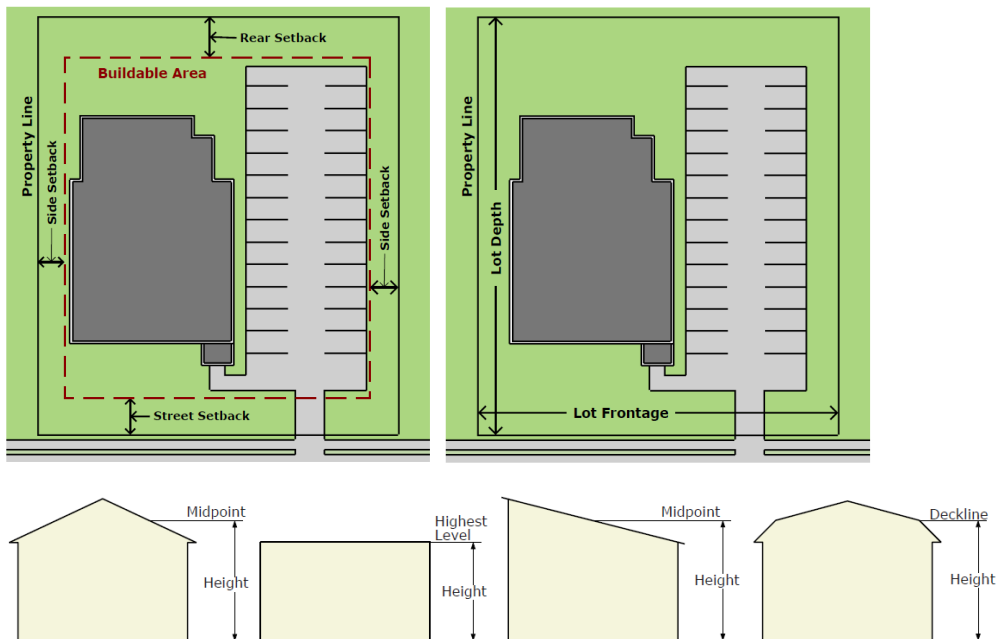 Rear Setback
Buildable Area
Property Line
Side Setback
Side Setback
Street Setback
Property Line
Lot Depth
Lot Frontage
Midpoint
Height
Highest
Level
Height
Midpoint
Height
Deckline
Height